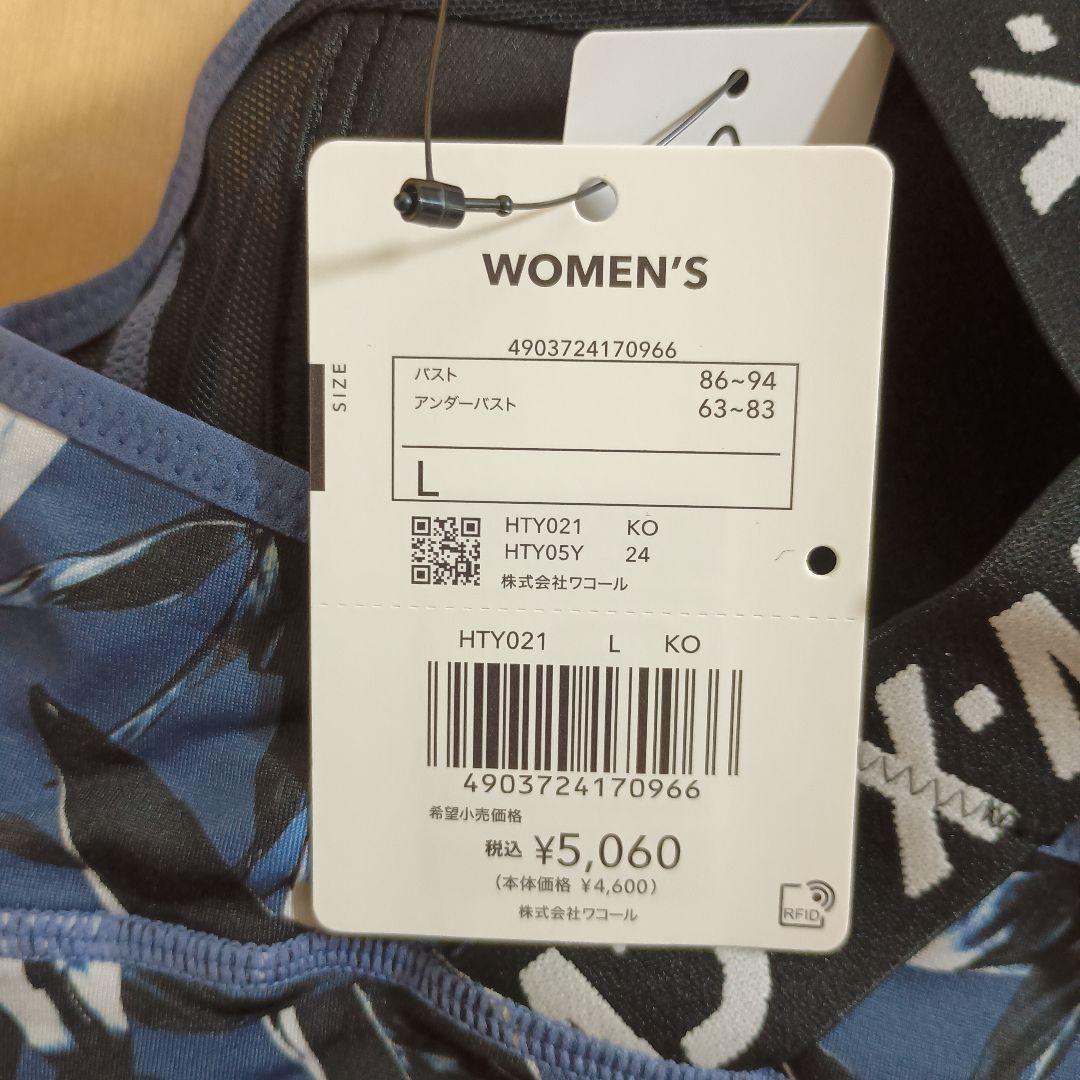 WOMEN'S
4903724170966
SIZE
バスト 86~94
アンダーバスト 63~83
L
HTY021 KO
HTY05Y 24
株式会社ワコール
HTY021 L KO
4903724170966
希望小売価格
税込 ¥5,060
(本体価格 ¥4,600)
株式会社ワコール
RFID